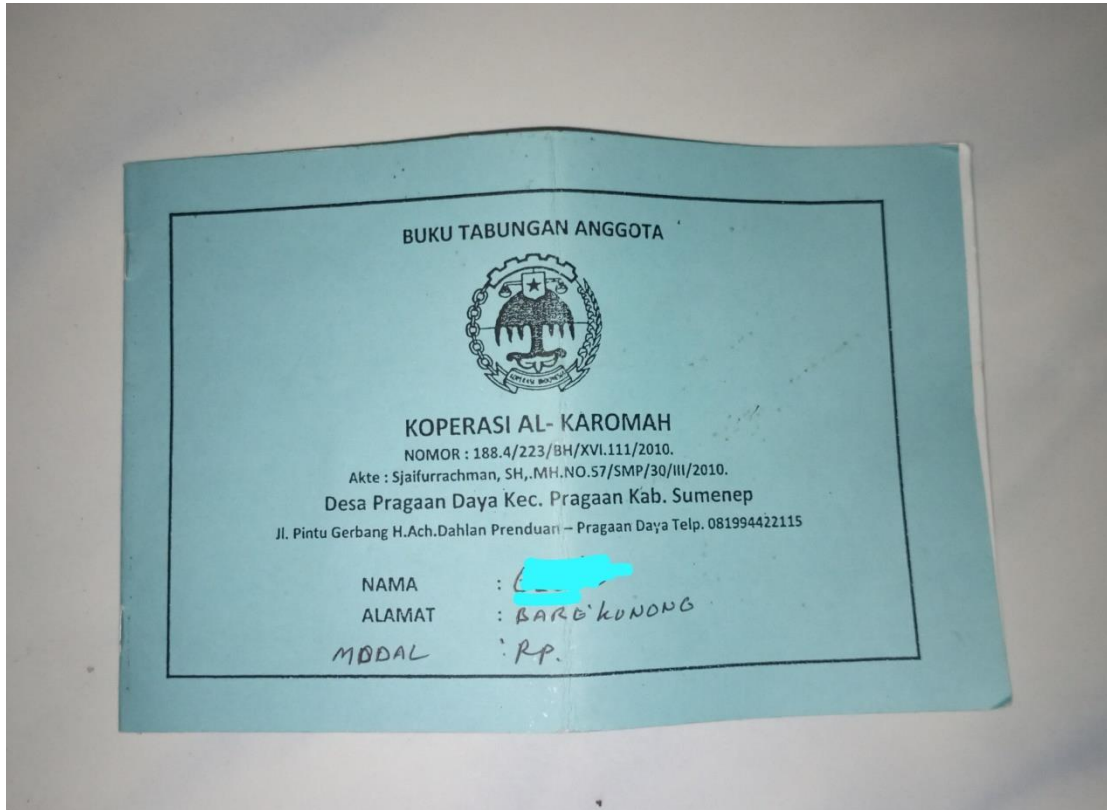 BUKU TABUNGAN ANGGOTA
KOPERASI INDONESIA
KOPERASI AL- KAROMAH
NOMOR : 188.4/223/BH/XVI.111/2010.
Akte : Sjaifurrachman, SH,.MH.NO.57/SMP/30/III/2010.
Desa Pragaan Daya Kec. Pragaan Kab. Sumenep
Jl. Pintu Gerbang H.Ach.Dahlan Prenduan – Pragaan Daya Telp. 081994422115
NAMA :
ALAMAT : BARE'KUNONG
MODAL : RP.